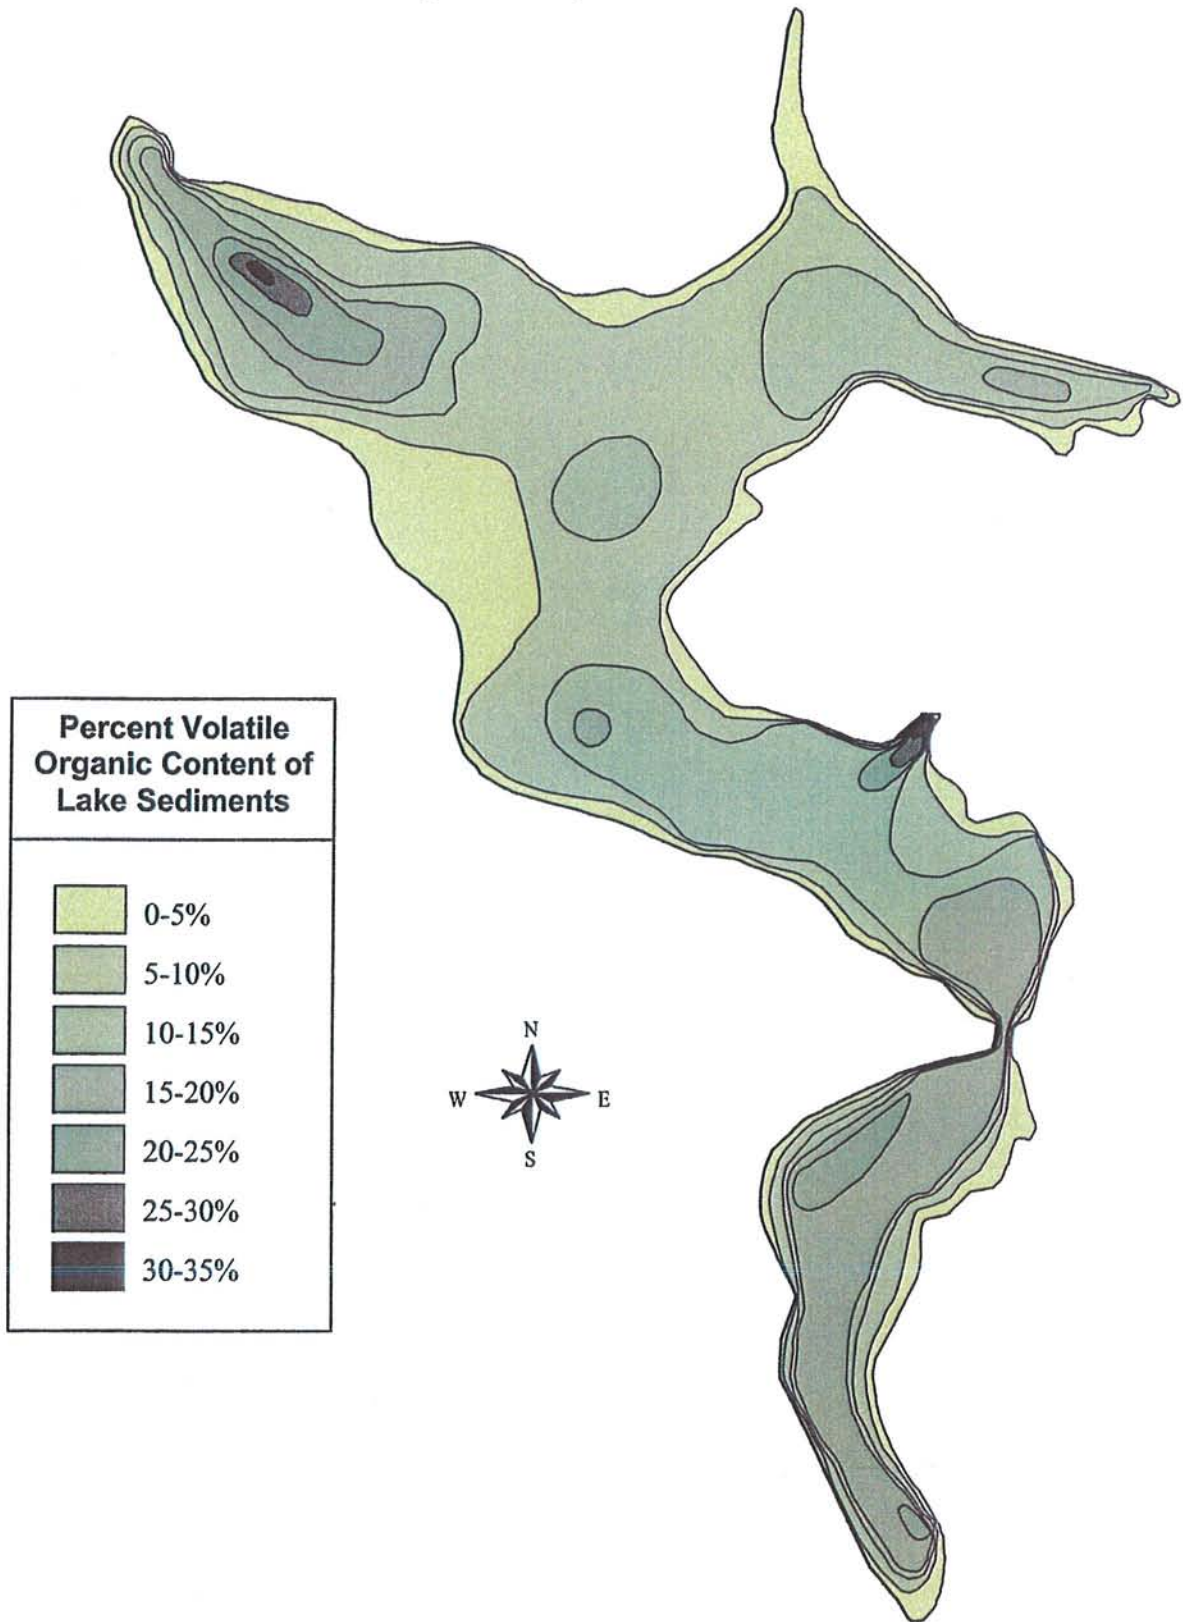 Percent Volatile
Organic Content of
Lake Sediments
0-5%
5-10%
10-15%
15-20%
20-25%
25-30%
30-35%
N
W E
S